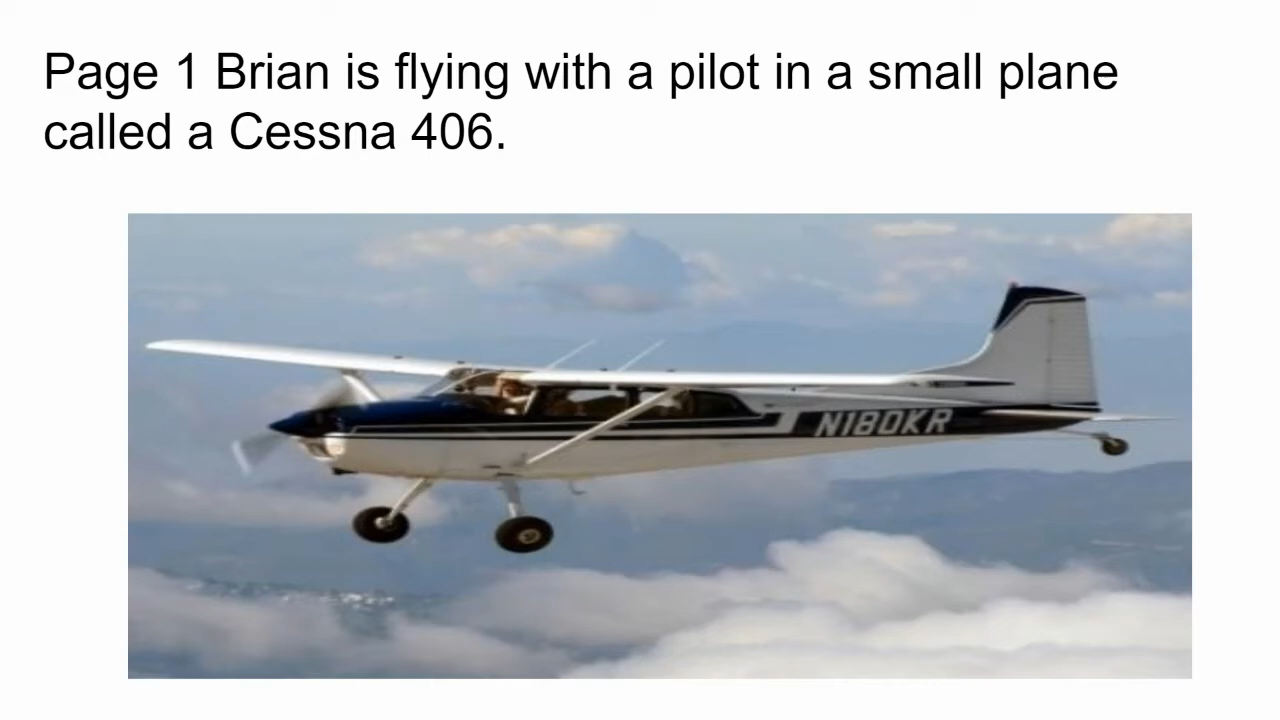 Page 1 Brian is flying with a pilot in a small plane
called a Cessna 406.
N180KR